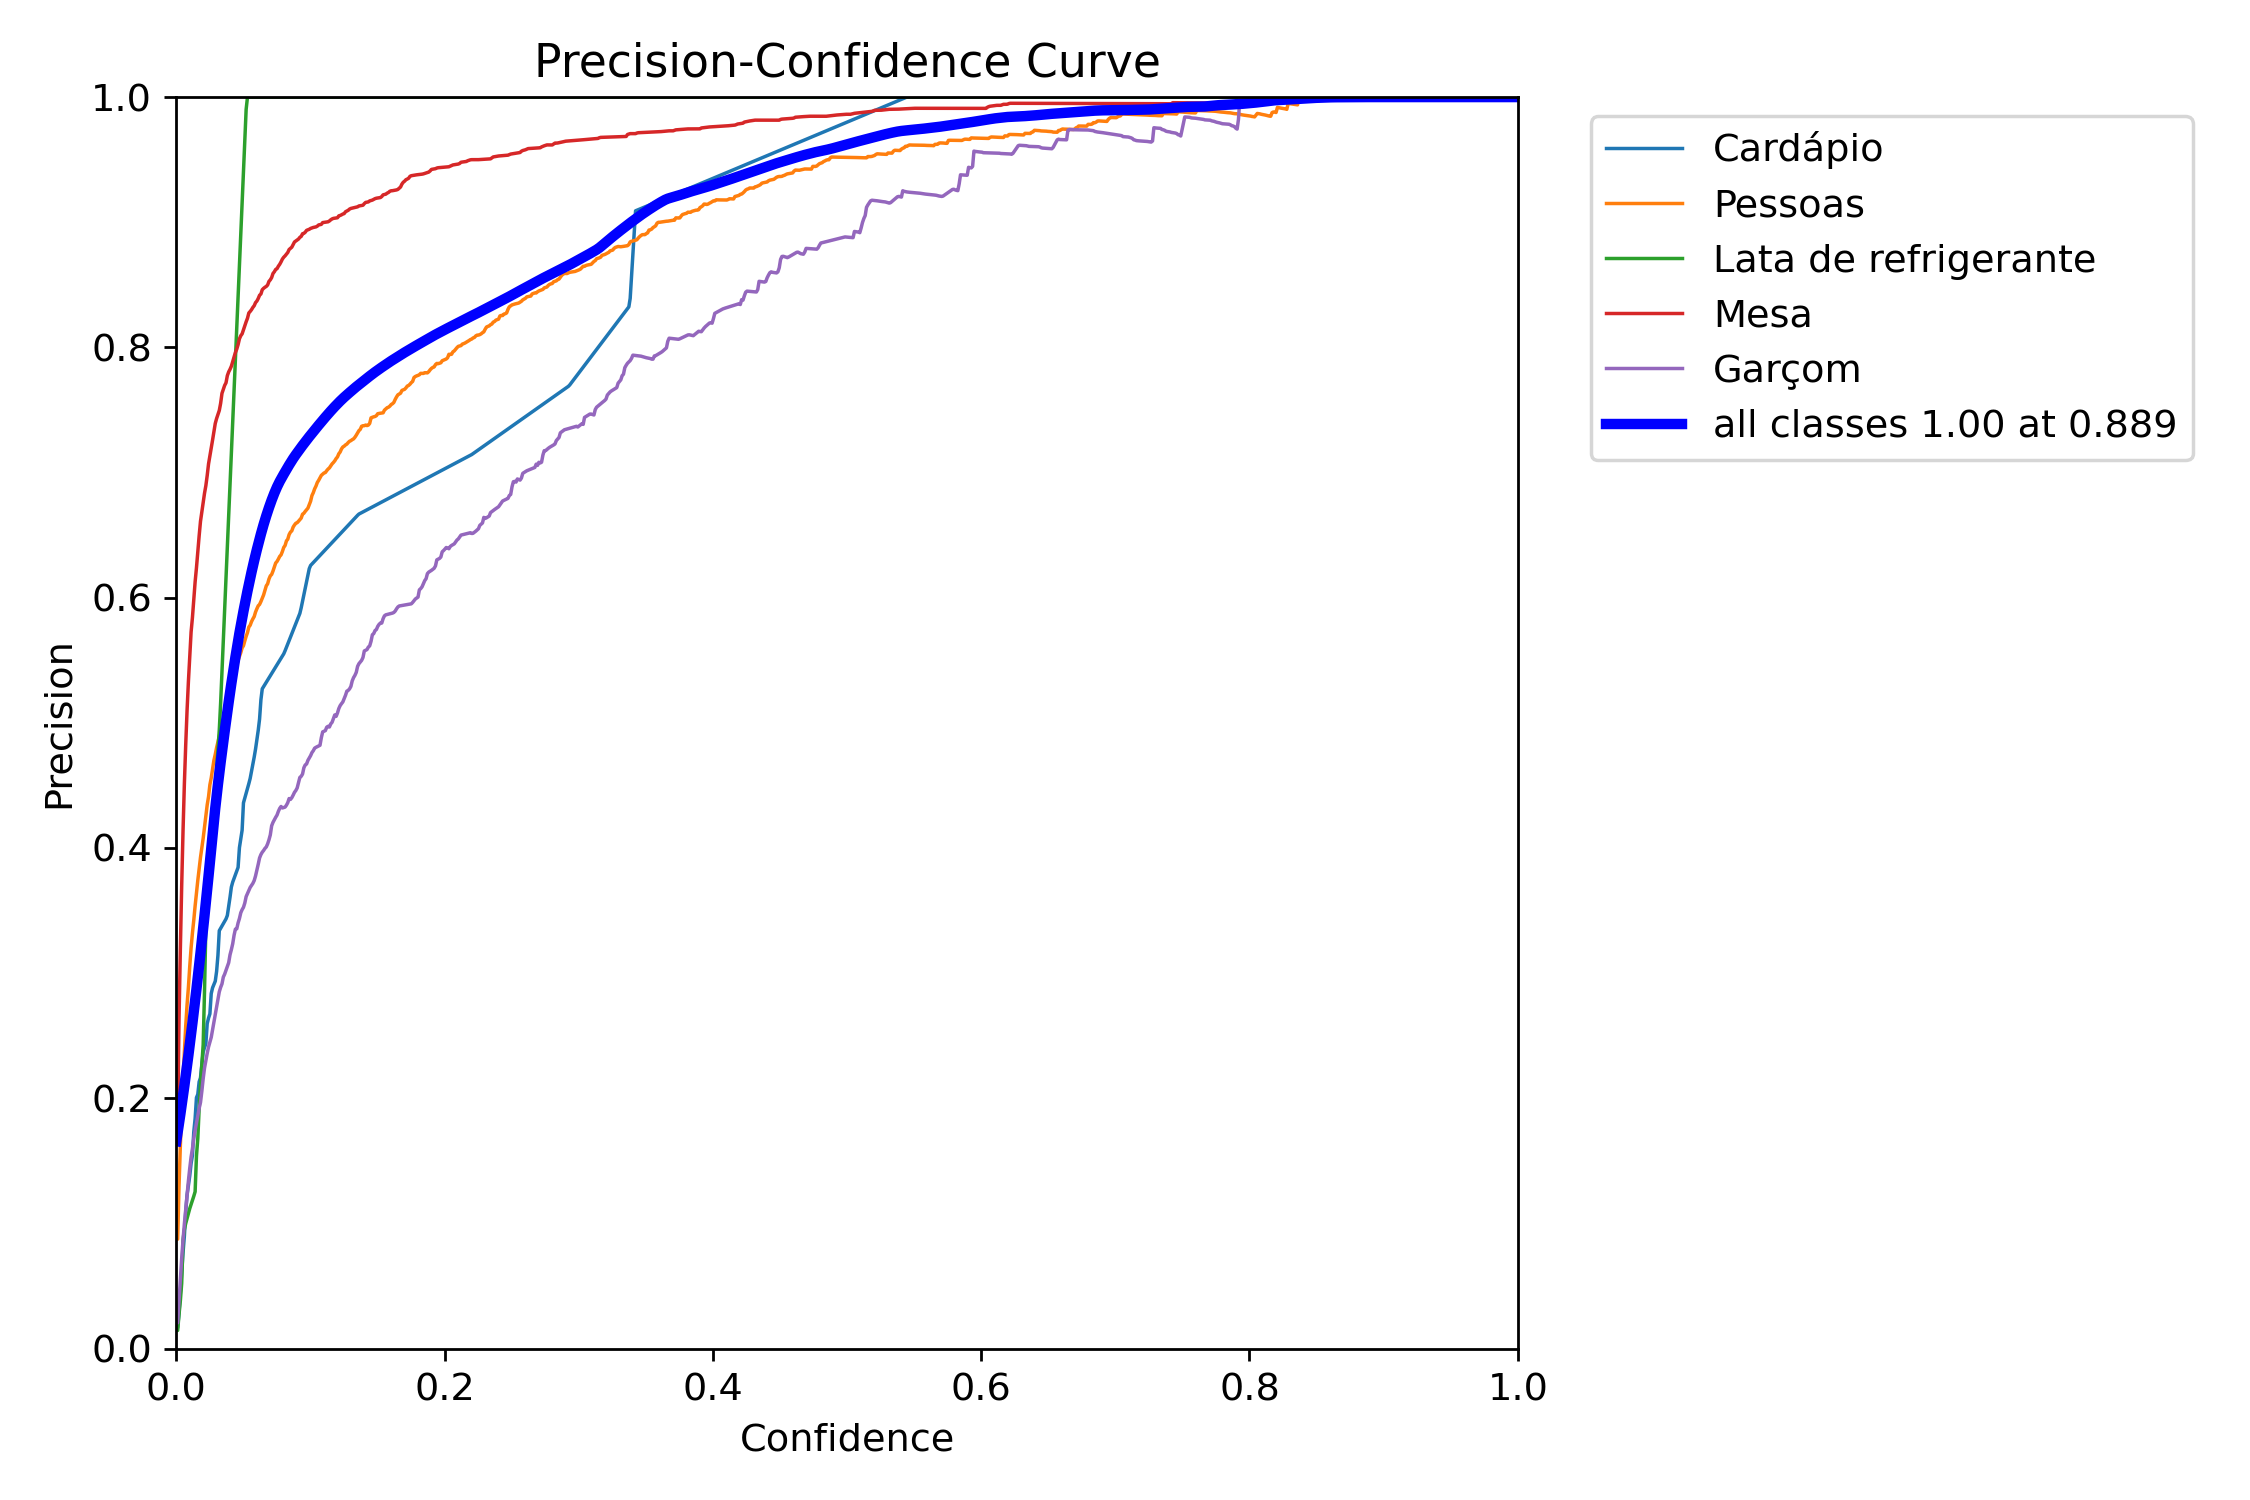 Precision-Confidence Curve
1.0
0.8
0.6
0.4
0.2
0.0
Precision
0.0 0.2 0.4 0.6 0.8 1.0
Confidence
Cardápio
Pessoas
Lata de refrigerante
Mesa
Garçom
all classes 1.00 at 0.889